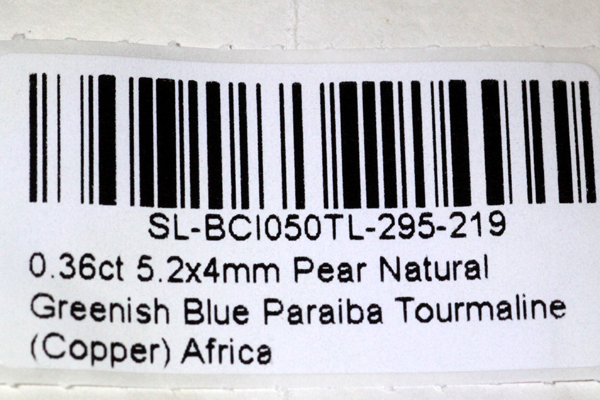 SL-BCI050TL-295-219
0.36ct 5.2x4mm Pear Natural
Greenish Blue Paraiba Tourmaline
(Copper) Africa